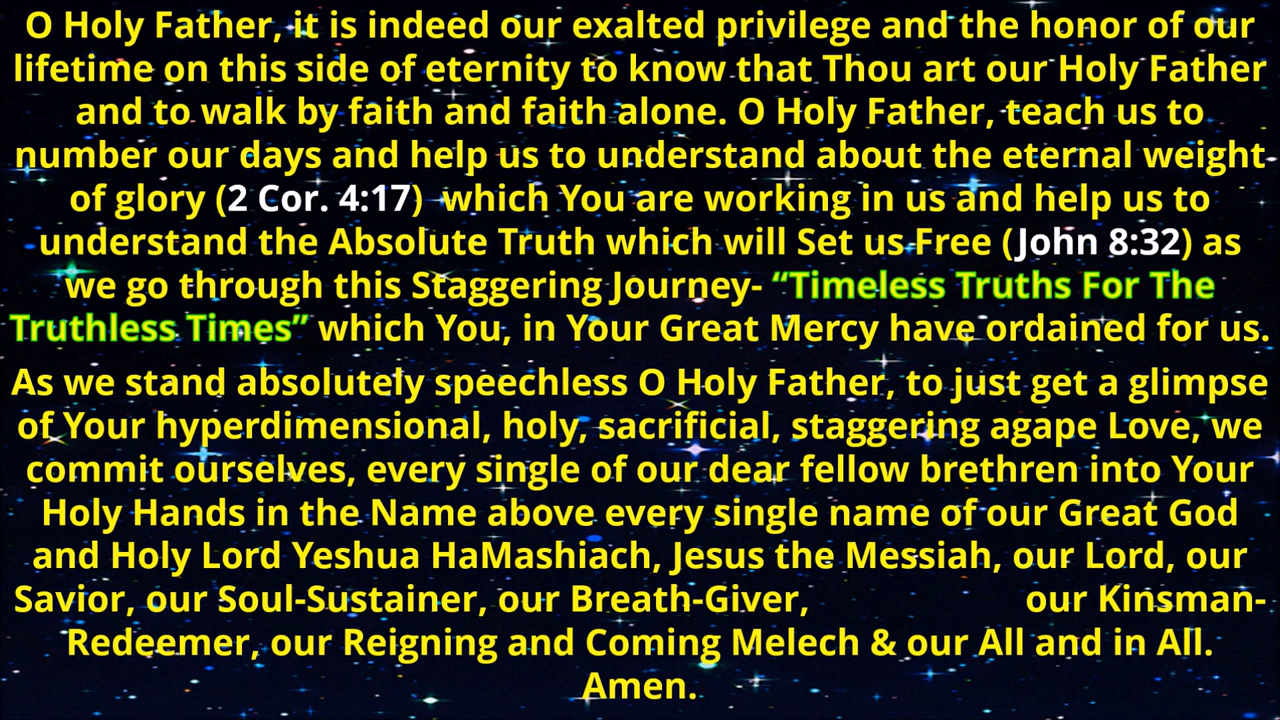 O Holy Father, it is indeed our exalted privilege and the honor of our
lifetime on this side of eternity to know that Thou art our Holy Father
and to walk by faith and faith alone. O Holy Father, teach us to
number our days and help us to understand about the eternal weight
of glory (2 Cor. 4:17) which You are working in us and help us to
understand the Absolute Truth which will Set us Free (John 8:32) as
we go through this Staggering Journey- “Timeless Truths For The
Truthless Times” which You, in Your Great Mercy have ordained for us.
As we stand absolutely speechless O Holy Father, to just get a glimpse
of Your hyperdimensional, holy, sacrificial, staggering agape Love, we
commit ourselves, every single of our dear fellow brethren into Your
Holy Hands in the Name above every single name of our Great God
and Holy Lord Yeshua HaMashiach, Jesus the Messiah, our Lord, our
Savior, our Soul-Sustainer, our Breath-Giver, our Kinsman-
Redeemer, our Reigning and Coming Melech & our All and in All.
Amen.